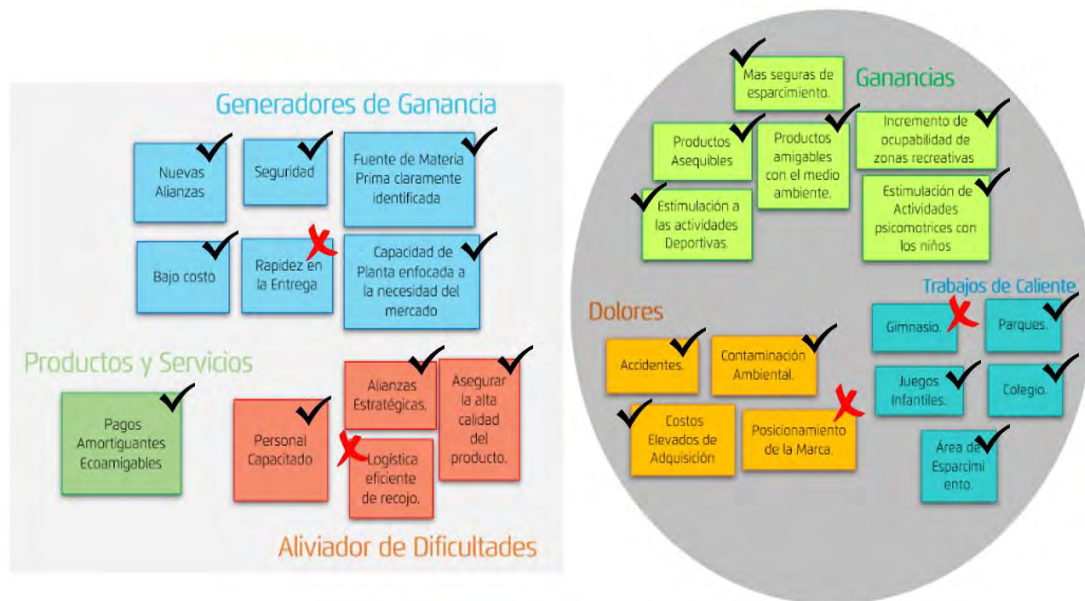 Generadores de Ganancia
Nuevas
Alianzas
Seguridad
Fuente de Materia
Prima claramente
identificada
Bajo costo
Rapidez en
la Entrega
Capacidad de
Planta enfocada a
la necesidad del
mercado
Productos y Servicios
Pagos
Amortiguantes
Ecoamigables
Personal
Capacitado
Alianzas
Estratégicas.
Logística
eficiente
de recojo.
Asegurar
la alta
calidad
del
producto.
Aliviador de Dificultades
Mas seguras de
esparcimiento.
Ganancias
Productos
Asequibles
Productos
amigables
con el medio
ambiente.
Incremento de
ocupabilidad de
zonas recreativas
Estimulación a
las actividades
Deportivas.
Estimulación de
Actividades
psicomotrices con
los niños
Trabajos de Caliente
Dolores
Gimnasio.
Parques.
Accidentes.
Contaminación
Ambiental.
Juegos
Infantiles.
Colegio.
Costos
Elevados de
Adquisición
Posicionamiento
de la Marca.
Área de
Esparcimi
ento.